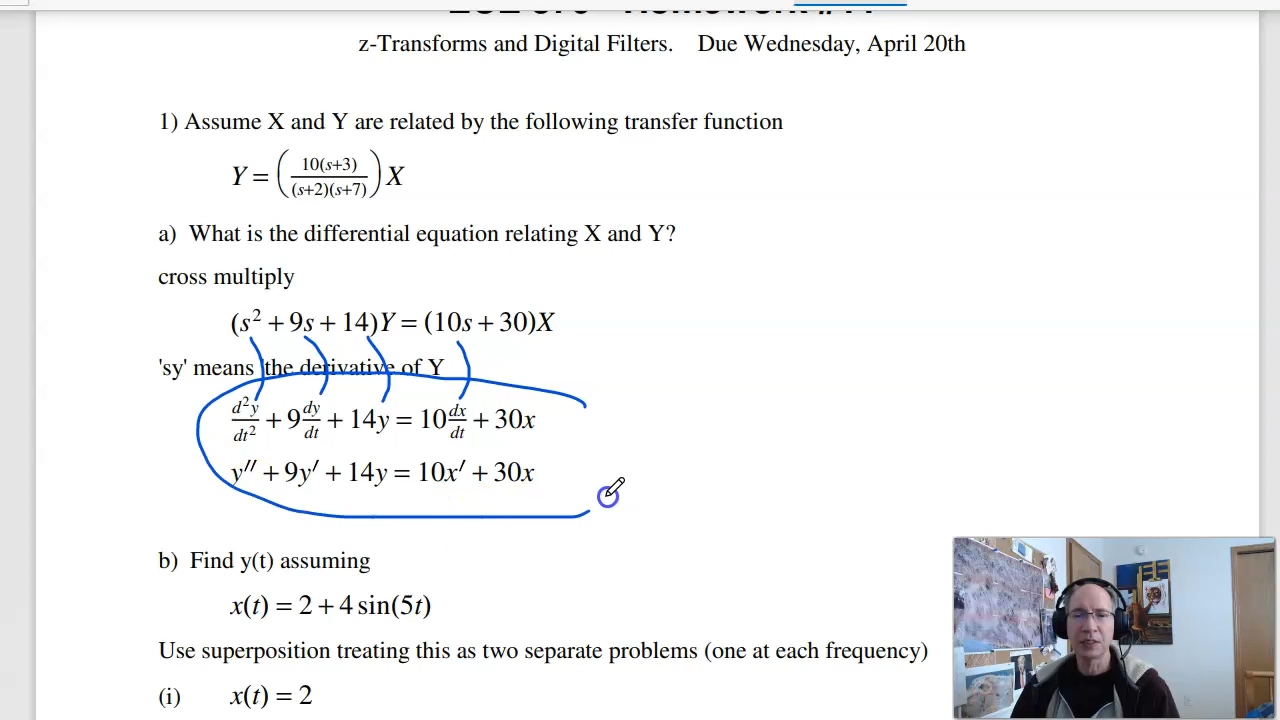 z-Transforms and Digital Filters. Due Wednesday, April 20th
1) Assume X and Y are related by the following transfer function
Y = ( 10(s+3) / (s+2)(s+7) ) X
a) What is the differential equation relating X and Y?
cross multiply
(s² + 9s + 14)Y = (10s + 30)X
'sy' means 'the derivative of Y
d²y/dt² + 9 dy/dt + 14y = 10 dx/dt + 30x
y′′ + 9y′ + 14y = 10x′ + 30x
b) Find y(t) assuming
x(t) = 2 + 4 sin(5t)
Use superposition treating this as two separate problems (one at each frequency)
(i) x(t) = 2